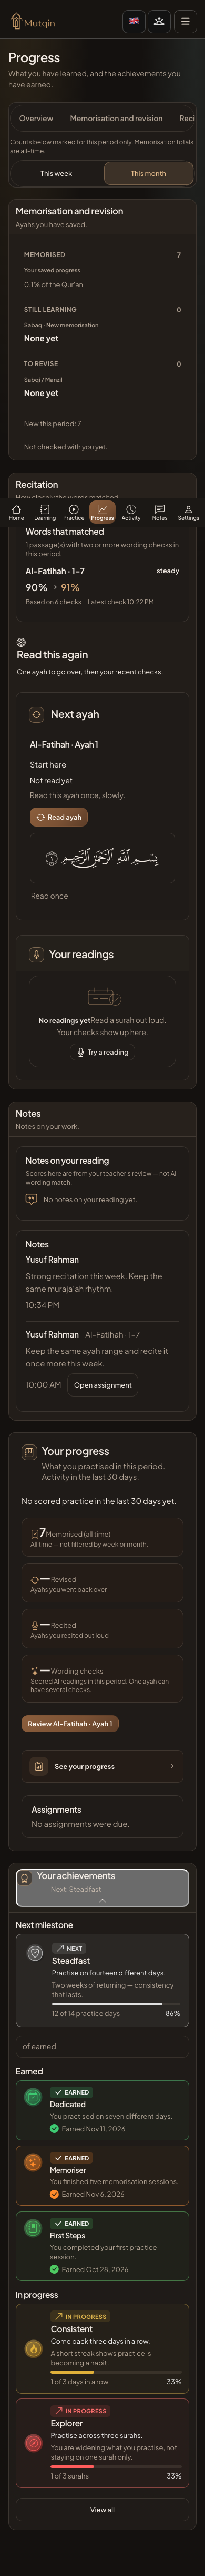 Mutqin
Progress
What you've learned, and the achievements you
have earned.
Overview
Memorisation and revision
Reci
Counts below marked for this period only. Memorisation totals
are all-time.
This week
This month
Memorisation and revision
Ayahs you have saved.
MEMORISED
7
Your saved progress
0.1% of the Qur'an
STILL LEARNING
0
Sabaq · New memorisation
None yet
TO REVISE
0
Sabqi / Manzil
None yet
New this period: 7
Not checked with you yet.
Recitation
How closely the words matched
Home
Learning
Practice
Progress
Activity
Notes
Settings
Words that matched
1 passage(s) with two or more wording checks in
this period.
Al-Fatihah · 1–7
steady
90% → 91%
Based on 6 checks
Latest check 10:22 PM
Read this again
One ayah to go over, then your recent checks.
Next ayah
Al-Fatihah · Ayah 1
Start here
Not read yet
Read this ayah once, slowly.
Read ayah
بِسْمِ ٱللَّهِ ٱلرَّحْمَٰنِ ٱلرَّحِيمِ ١
Read once
Your readings
No readings yetRead a surah out loud.
Your checks show up here.
Try a reading
Notes
Notes on your work.
Notes on your reading
Scores here are from your teacher's review — not AI
wording match.
No notes on your reading yet.
Notes
Yusuf Rahman
Strong recitation this week. Keep the
same muraja'ah rhythm.
10:34 PM
Yusuf Rahman
Al-Fatihah · 1–7
Keep the same ayah range and recite it
once more this week.
10:00 AM
Open assignment
Your progress
What you practised in this period.
Activity in the last 30 days.
No scored practice in the last 30 days yet.
7Memorised (all time)
All time — not filtered by week or month.
—Revised
Ayahs you went back over
—Recited
Ayahs you recited out loud
—Wording checks
Scored AI readings in this period. One ayah can
have several checks.
Review Al-Fatihah · Ayah 1
See your progress
→
Assignments
No assignments were due.
Your achievements
Next: Steadfast
Next milestone
NEXT
Steadfast
Practise on fourteen different days.
Two weeks of returning — consistency
that lasts.
12 of 14 practice days
86%
of earned
Earned
EARNED
Dedicated
You practised on seven different days.
Earned Nov 11, 2026
EARNED
Memoriser
You finished five memorisation sessions.
Earned Nov 6, 2026
EARNED
First Steps
You completed your first practice
session.
Earned Oct 28, 2026
In progress
IN PROGRESS
Consistent
Come back three days in a row.
A short streak shows practice is
becoming a habit.
1 of 3 days in a row
33%
IN PROGRESS
Explorer
Practise across three surahs.
You are widening what you practise, not
staying on one surah only.
1 of 3 surahs
33%
View all